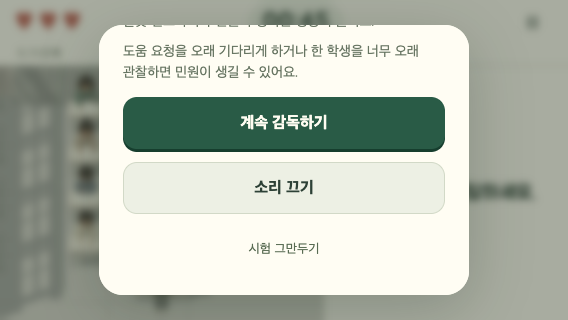 도움 요청을 오래 기다리게 하거나 한 학생을 너무 오래
관찰하면 민원이 생길 수 있어요.
계속 감독하기
소리 끄기
시험 그만두기